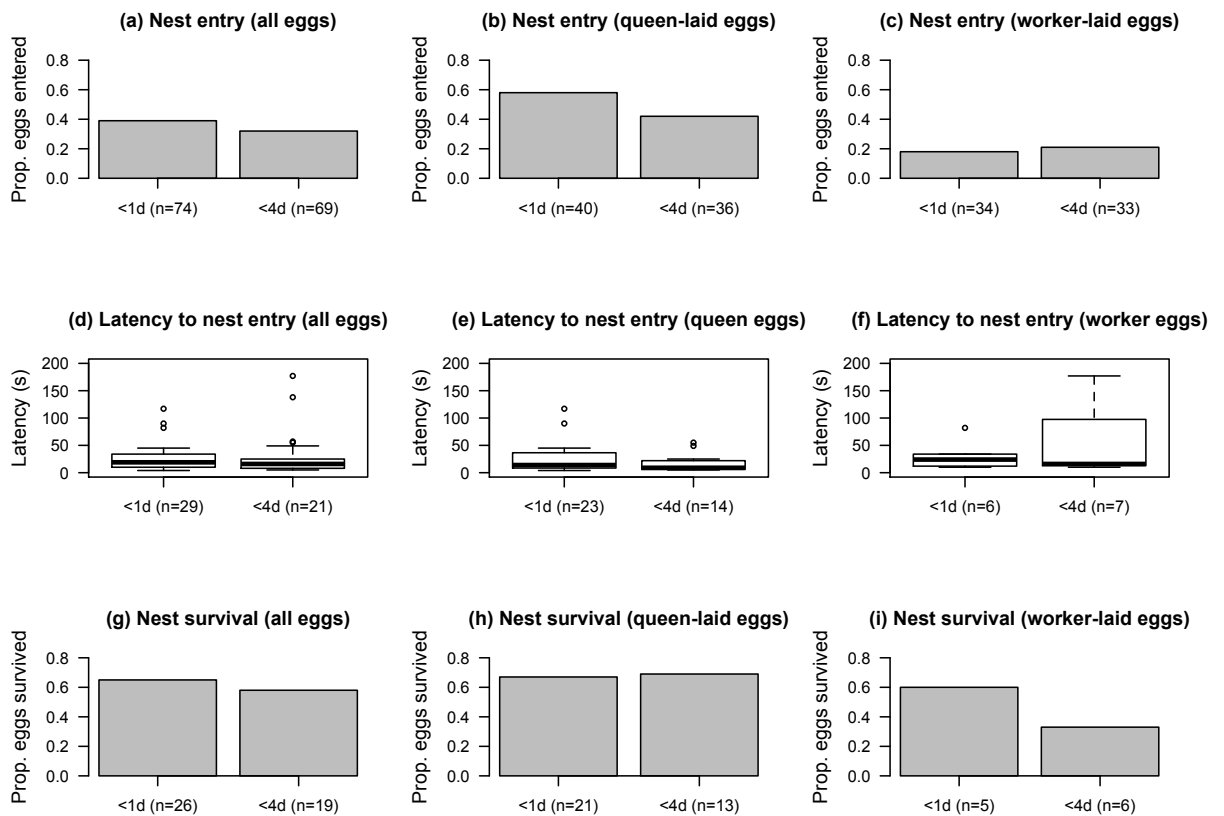 (a) Nest entry (all eggs)
Prop. eggs entered
0.8
0.6
0.4
0.2
0.0
<1d (n=74) <4d (n=69)
(b) Nest entry (queen-laid eggs)
Prop. eggs entered
0.8
0.6
0.4
0.2
0.0
<1d (n=40) <4d (n=36)
(c) Nest entry (worker-laid eggs)
Prop. eggs entered
0.8
0.6
0.4
0.2
0.0
<1d (n=34) <4d (n=33)
(d) Latency to nest entry (all eggs)
Latency (s)
200
150
100
50
0
<1d (n=29) <4d (n=21)
(e) Latency to nest entry (queen eggs)
Latency (s)
200
150
100
50
0
<1d (n=23) <4d (n=14)
(f) Latency to nest entry (worker eggs)
Latency (s)
200
150
100
50
0
<1d (n=6) <4d (n=7)
(g) Nest survival (all eggs)
Prop. eggs survived
0.8
0.6
0.4
0.2
0.0
<1d (n=26) <4d (n=19)
(h) Nest survival (queen-laid eggs)
Prop. eggs survived
0.8
0.6
0.4
0.2
0.0
<1d (n=21) <4d (n=13)
(i) Nest survival (worker-laid eggs)
Prop. eggs survived
0.8
0.6
0.4
0.2
0.0
<1d (n=5) <4d (n=6)